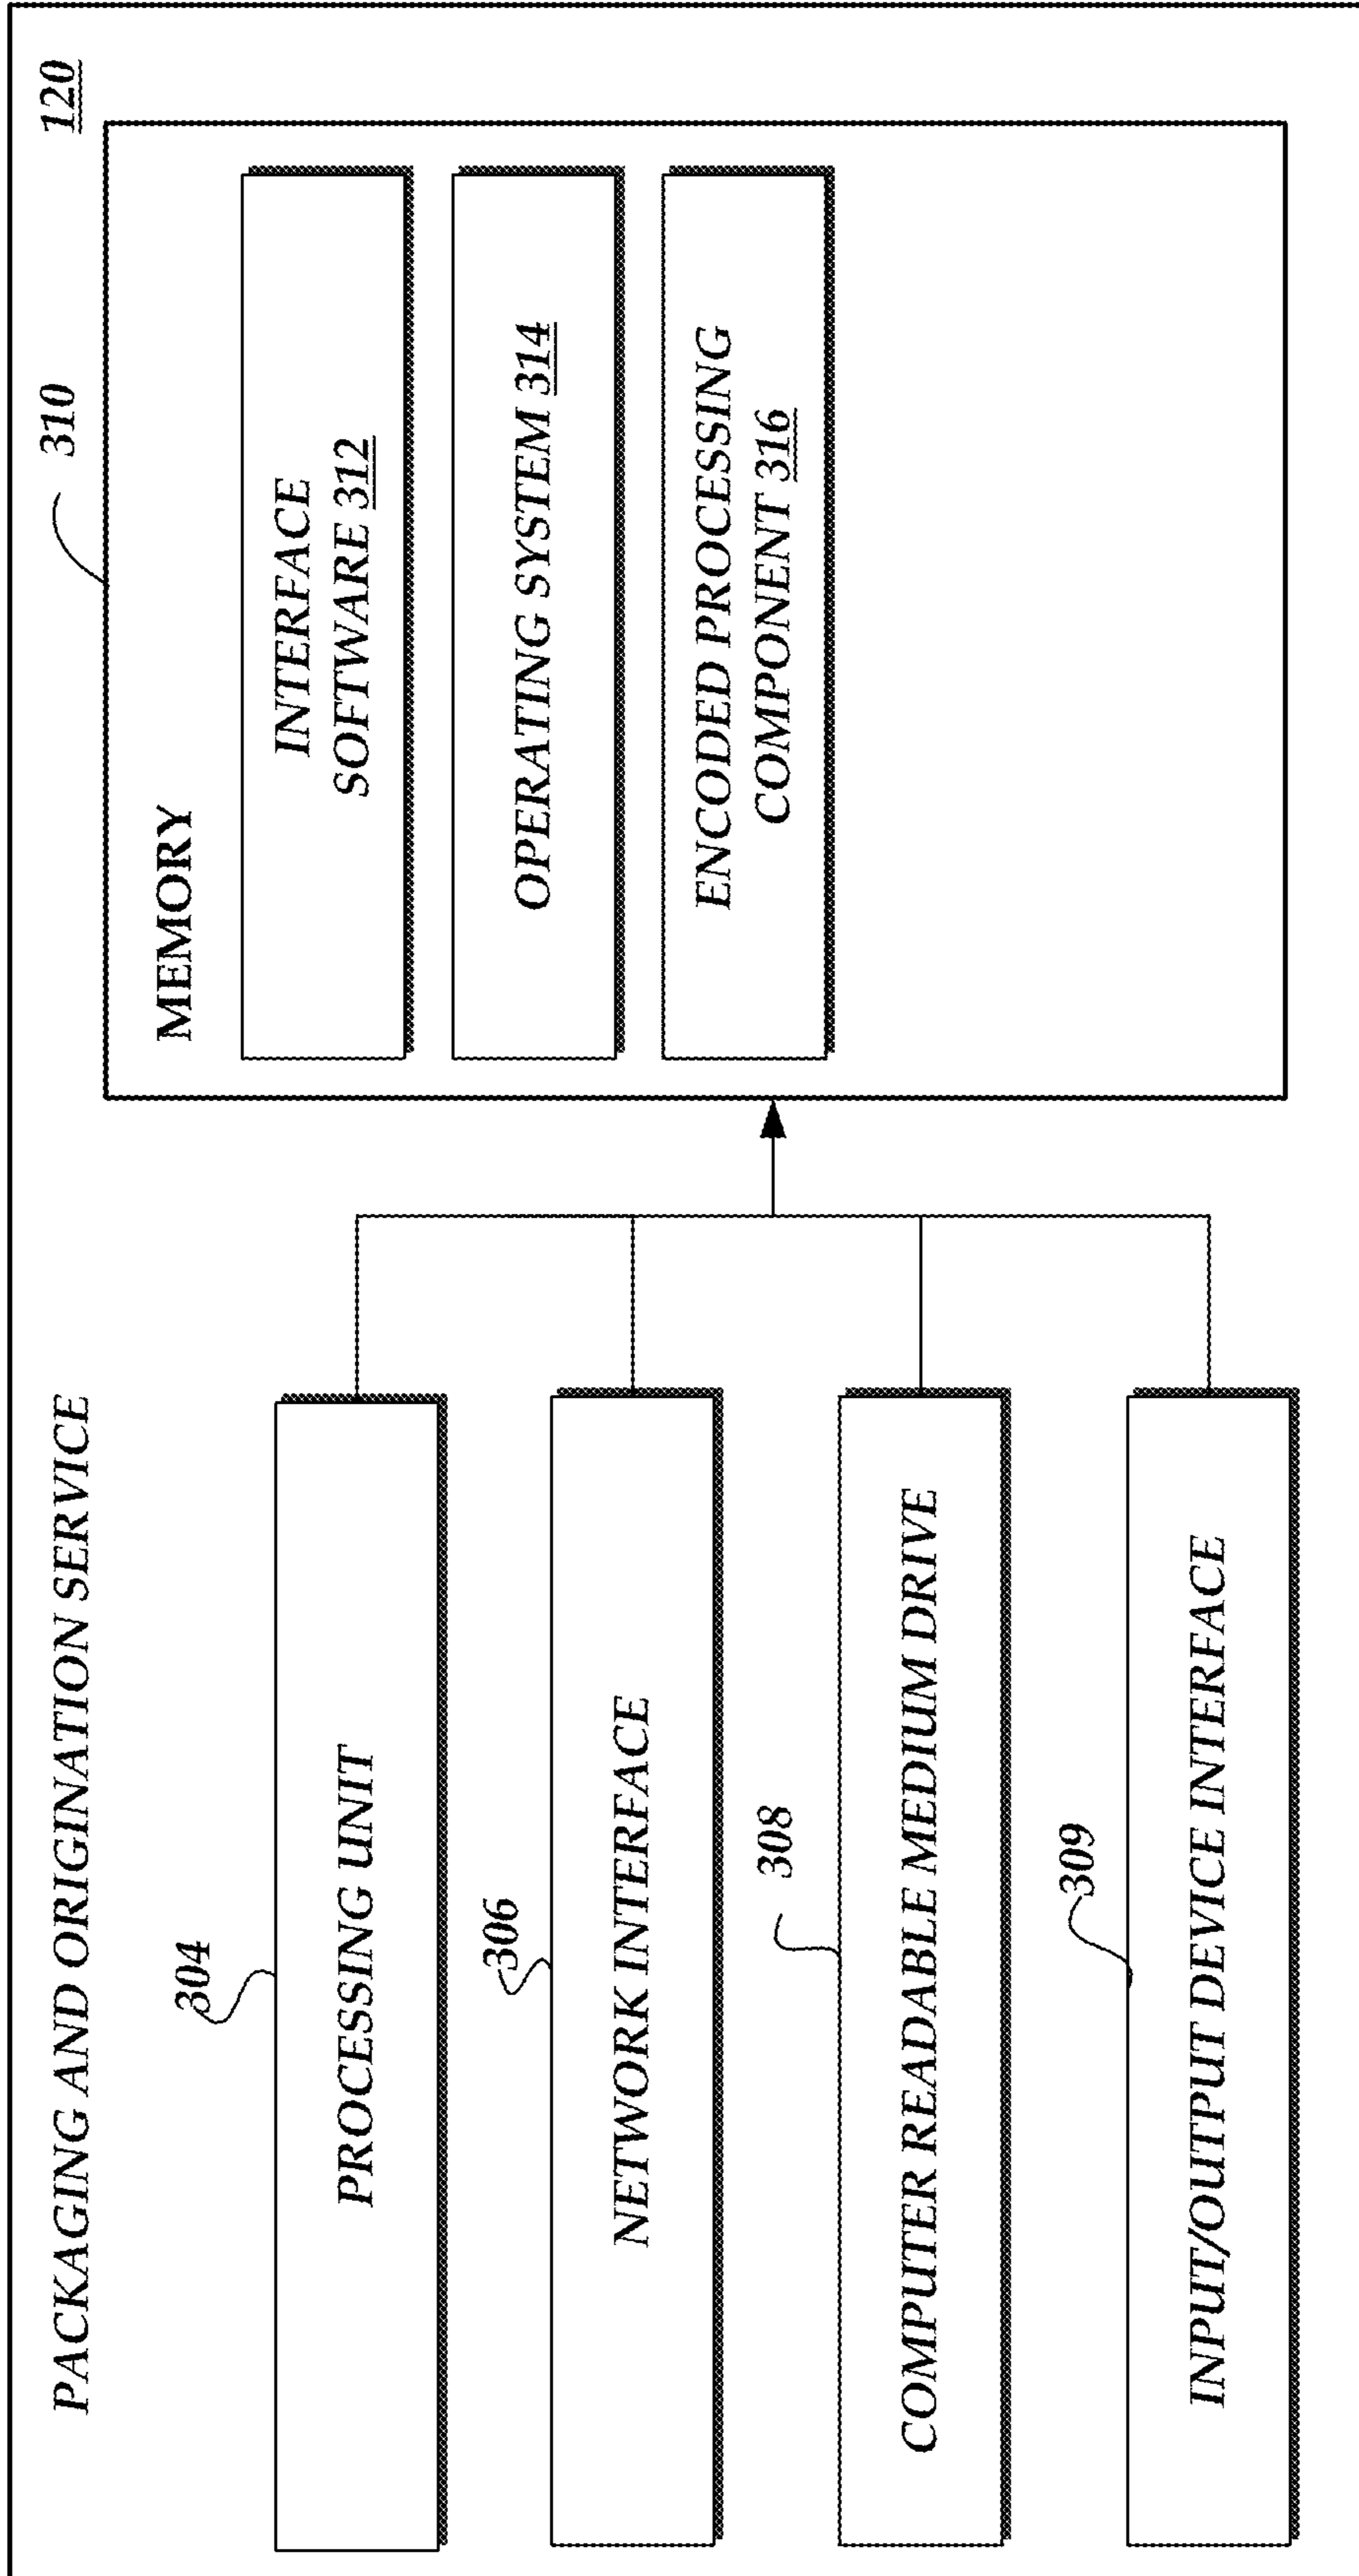 PACKAGING AND ORIGINATION SERVICE
120
304
PROCESSING UNIT
306
NETWORK INTERFACE
308
COMPUTER READABLE MEDIUM DRIVE
309
INPUT/OUTPUT DEVICE INTERFACE
310
MEMORY
INTERFACE
SOFTWARE 312
OPERATING SYSTEM 314
ENCODED PROCESSING
COMPONENT 316